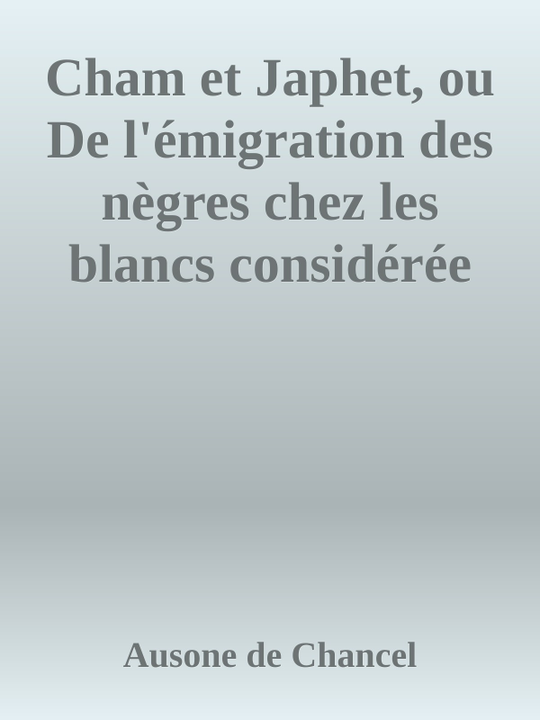 Cham et Japhet, ou
De l'émigration des
nègres chez les
blancs considérée
Ausone de Chancel